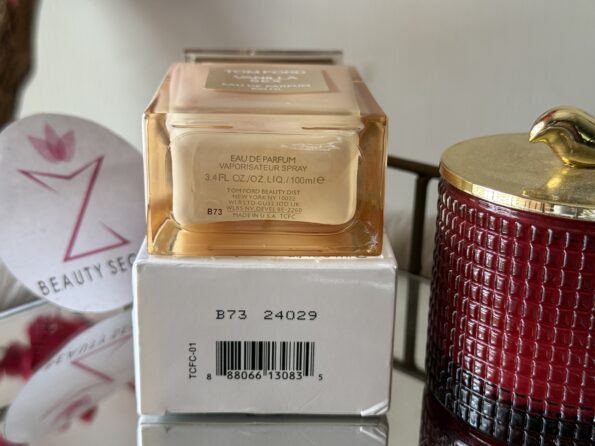 TOM FORD
VANILLA
SEX
EAU DE PARFUM
EAU DE PARFUM
VAPORISATEUR SPRAY
3.4 FL. OZ./OZ. LIQ. / 100ml e
TOM FORD BEAUTY DIST
NEW YORK NY 10022
MADE IN U.S.A. TCFC
B73
BEAUTY SEC
B73 24029
TCFC-01
8 88066 13083 5